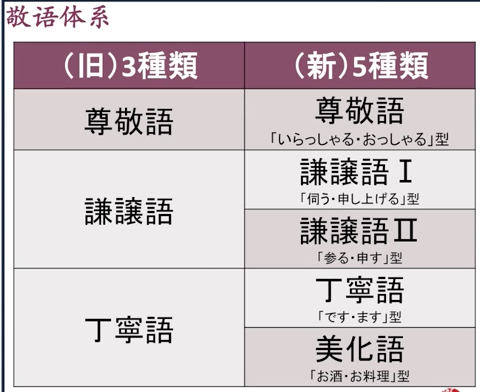 敬语体系
(旧)3種類
(新)5種類
尊敬語
尊敬語
「いらっしゃる・おっしゃる」型
謙譲語
謙譲語Ⅰ
「伺う・申し上げる」型
謙譲語Ⅱ
「参る・申す」型
丁寧語
丁寧語
「です・ます」型
美化語
「お酒・お料理」型